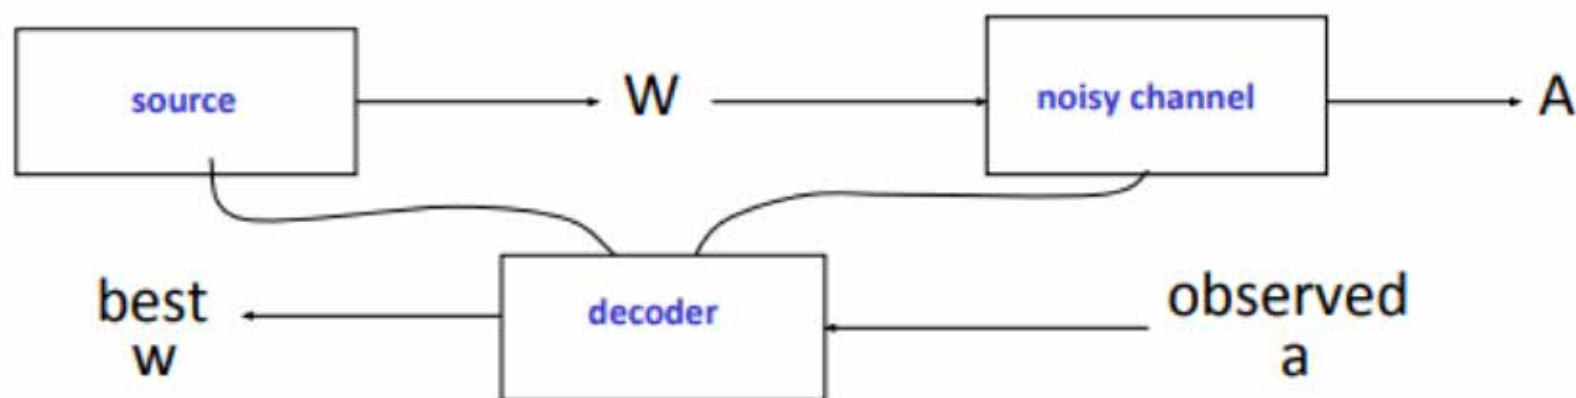 source
W
noisy channel
A
best
w
decoder
observed
a